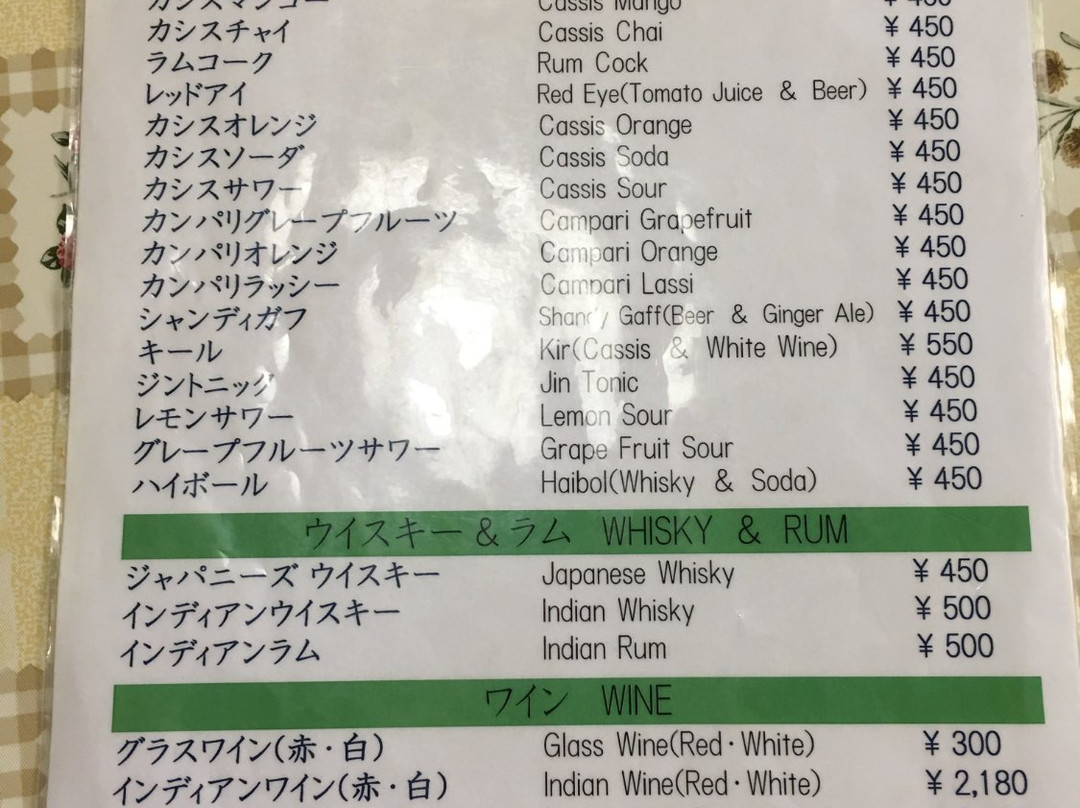 カシスマンゴー Cassis Mango ¥ 450
カシスチャイ Cassis Chai ¥ 450
ラムコーク Rum Cock ¥ 450
レッドアイ Red Eye(Tomato Juice & Beer) ¥ 450
カシスオレンジ Cassis Orange ¥ 450
カシスソーダ Cassis Soda ¥ 450
カシスサワー Cassis Sour ¥ 450
カンパリグレープフルーツ Campari Grapefruit ¥ 450
カンパリオレンジ Campari Orange ¥ 450
カンパリラッシー Campari Lassi ¥ 450
シャンディガフ Shandy Gaff(Beer & Ginger Ale) ¥ 450
キール Kir(Cassis & White Wine) ¥ 550
ジントニック Jin Tonic ¥ 450
レモンサワー Lemon Sour ¥ 450
グレープフルーツサワー Grape Fruit Sour ¥ 450
ハイボール Haibol(Whisky & Soda) ¥ 450
ウイスキー&ラム WHISKY & RUM
ジャパニーズ ウイスキー Japanese Whisky ¥ 450
インディアンウイスキー Indian Whisky ¥ 500
インディアンラム Indian Rum ¥ 500
ワイン WINE
グラスワイン(赤・白) Glass Wine(Red・White) ¥ 300
インディアンワイン(赤・白) Indian Wine(Red・White) ¥ 2,180